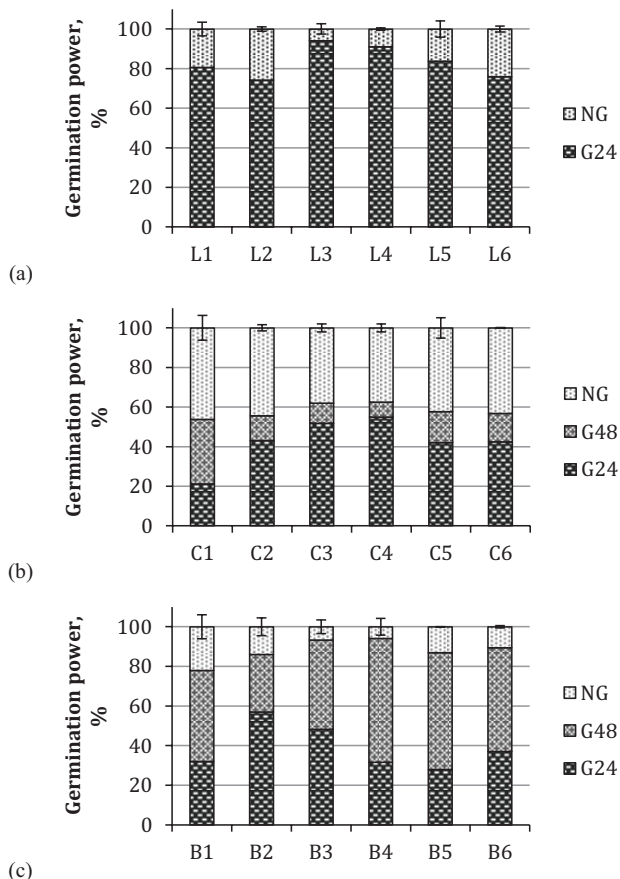 Germination power,
%
100
80
60
40
20
0
L1 L2 L3 L4 L5 L6
NG
G24
(a)
Germination power,
%
100
80
60
40
20
0
C1 C2 C3 C4 C5 C6
NG
G48
G24
(b)
Germination power,
%
100
80
60
40
20
0
B1 B2 B3 B4 B5 B6
NG
G48
G24
(c)